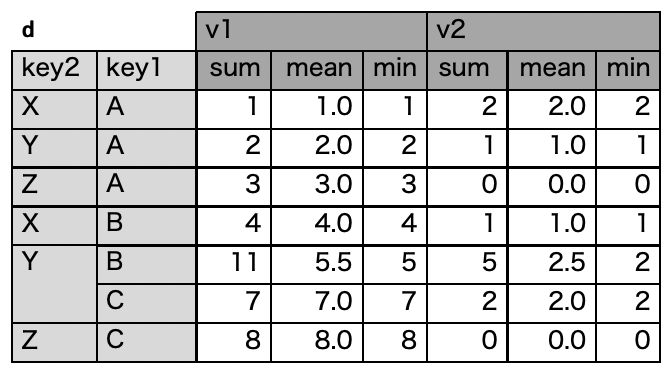 d v1 v2
key2 key1 sum mean min sum mean min
X A 1 1.0 1 2 2.0 2
Y A 2 2.0 2 1 1.0 1
Z A 3 3.0 3 0 0.0 0
X B 4 4.0 4 1 1.0 1
Y B 11 5.5 5 5 2.5 2
C 7 7.0 7 2 2.0 2
Z C 8 8.0 8 0 0.0 0